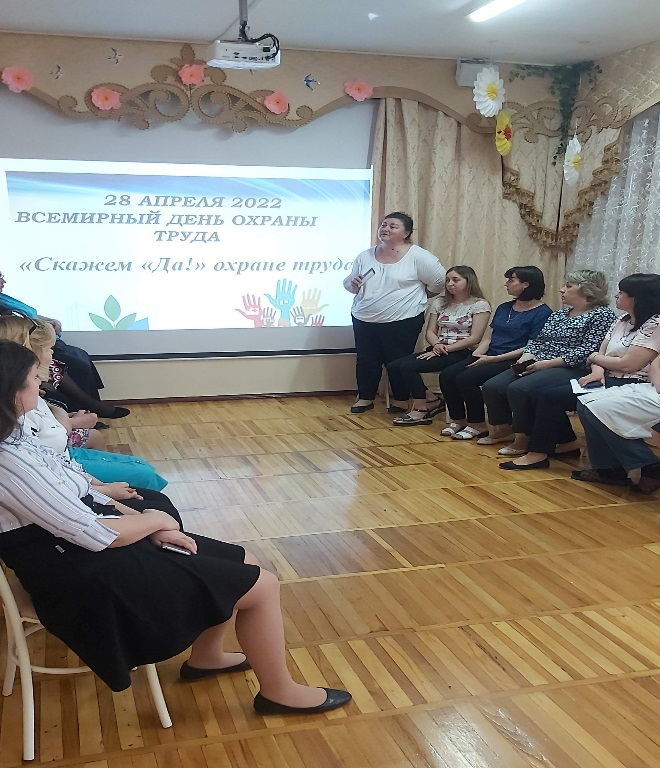 28 АПРЕЛЯ 2022
ВСЕМИРНЫЙ ДЕНЬ ОХРАНЫ
ТРУДА
«Скажем «Да!» охране труда